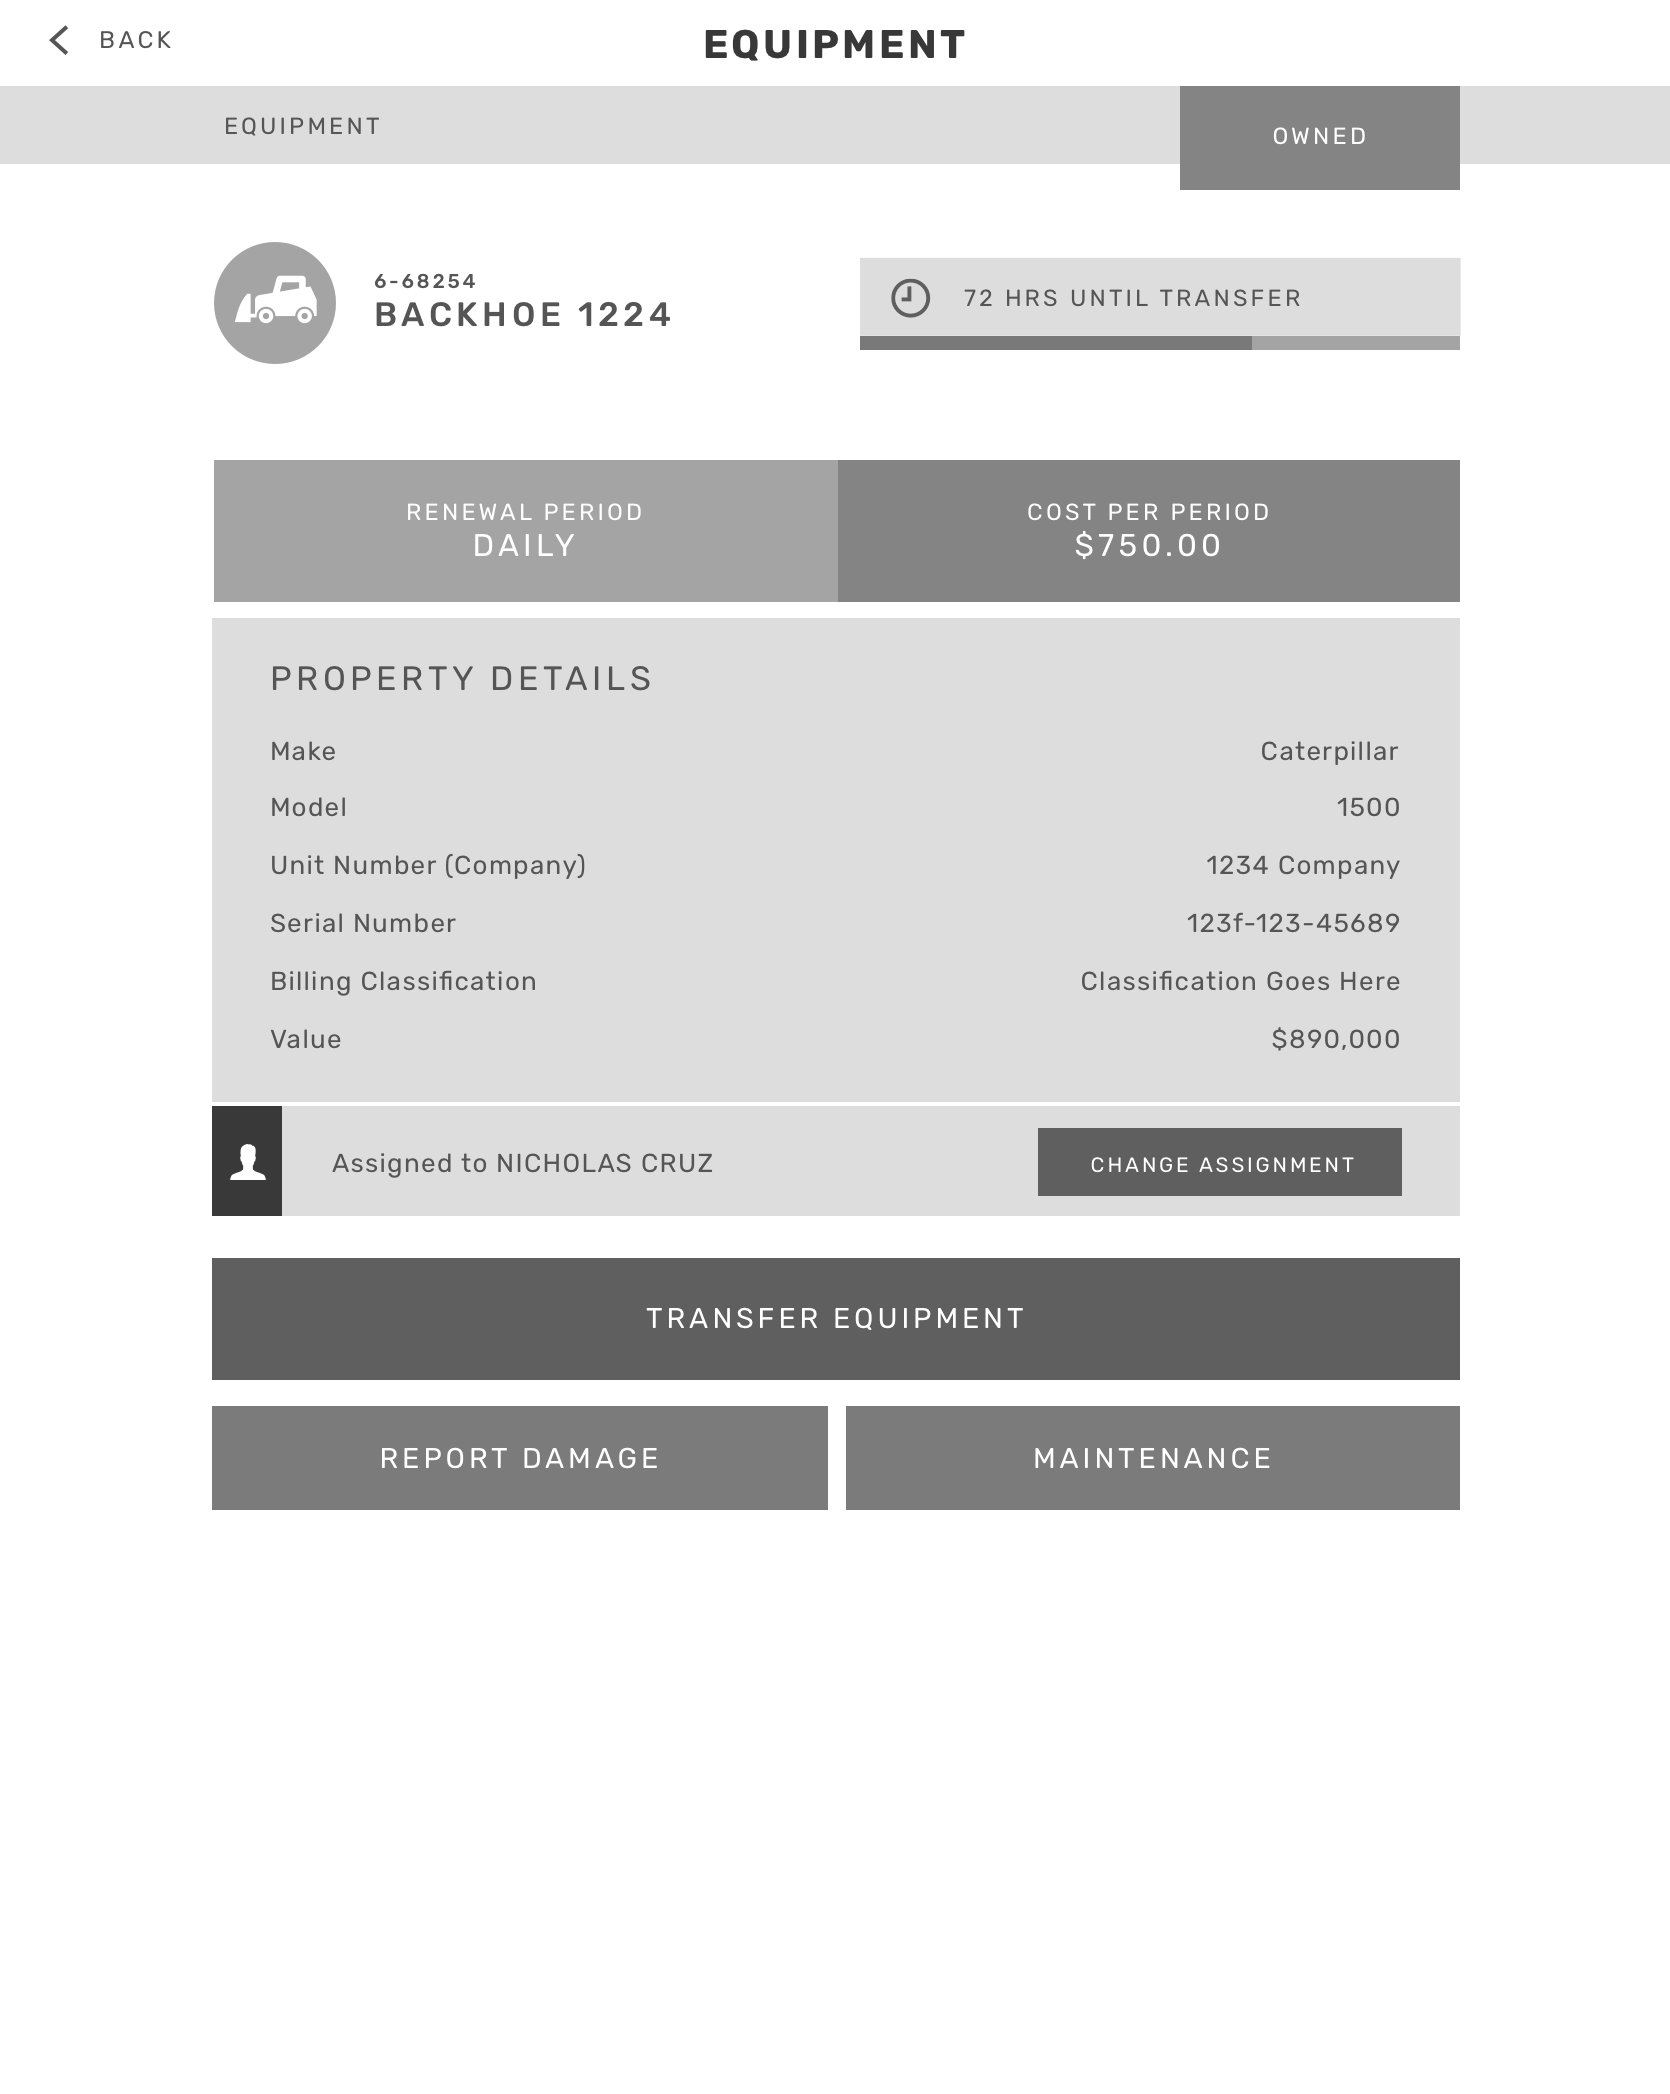 BACK
EQUIPMENT
EQUIPMENT
OWNED
6-68254
BACKHOE 1224
72 HRS UNTIL TRANSFER
RENEWAL PERIOD
DAILY
COST PER PERIOD
$750.00
PROPERTY DETAILS
Make Caterpillar
Model 1500
Unit Number (Company) 1234 Company
Serial Number 123f-123-45689
Billing Classification Classification Goes Here
Value $890,000
Assigned to NICHOLAS CRUZ
CHANGE ASSIGNMENT
TRANSFER EQUIPMENT
REPORT DAMAGE
MAINTENANCE